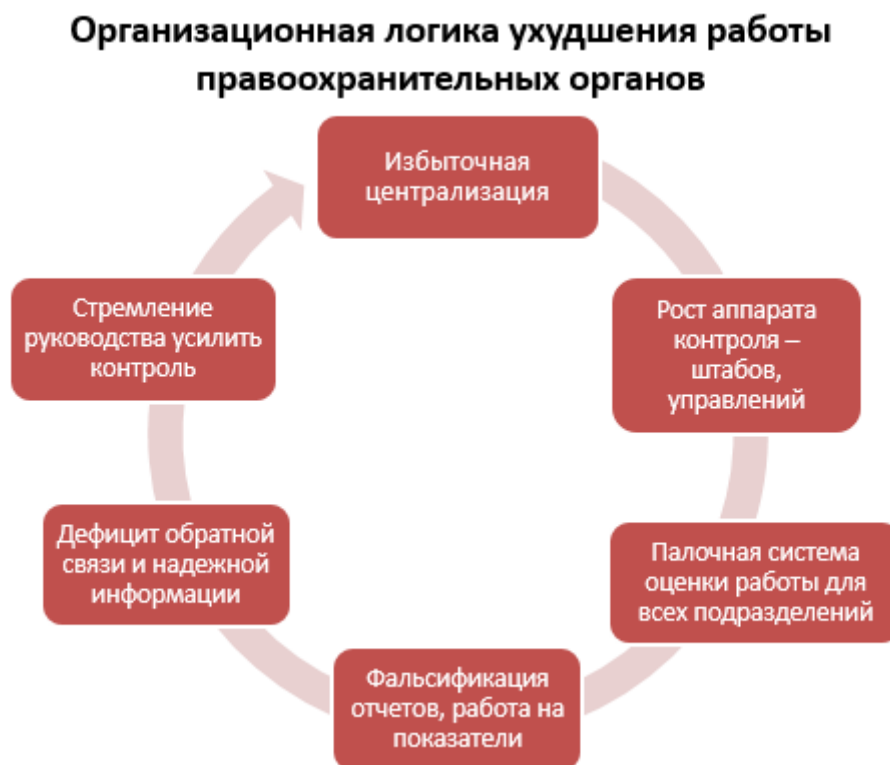 Организационная логика ухудшения работы
правоохранительных органов
Избыточная
централизация
Рост аппарата
контроля –
штабов,
управлений
Палочная система
оценки работы для
всех подразделений
Фальсификация
отчетов, работа на
показатели
Дефицит обратной
связи и надежной
информации
Стремление
руководства усилить
контроль